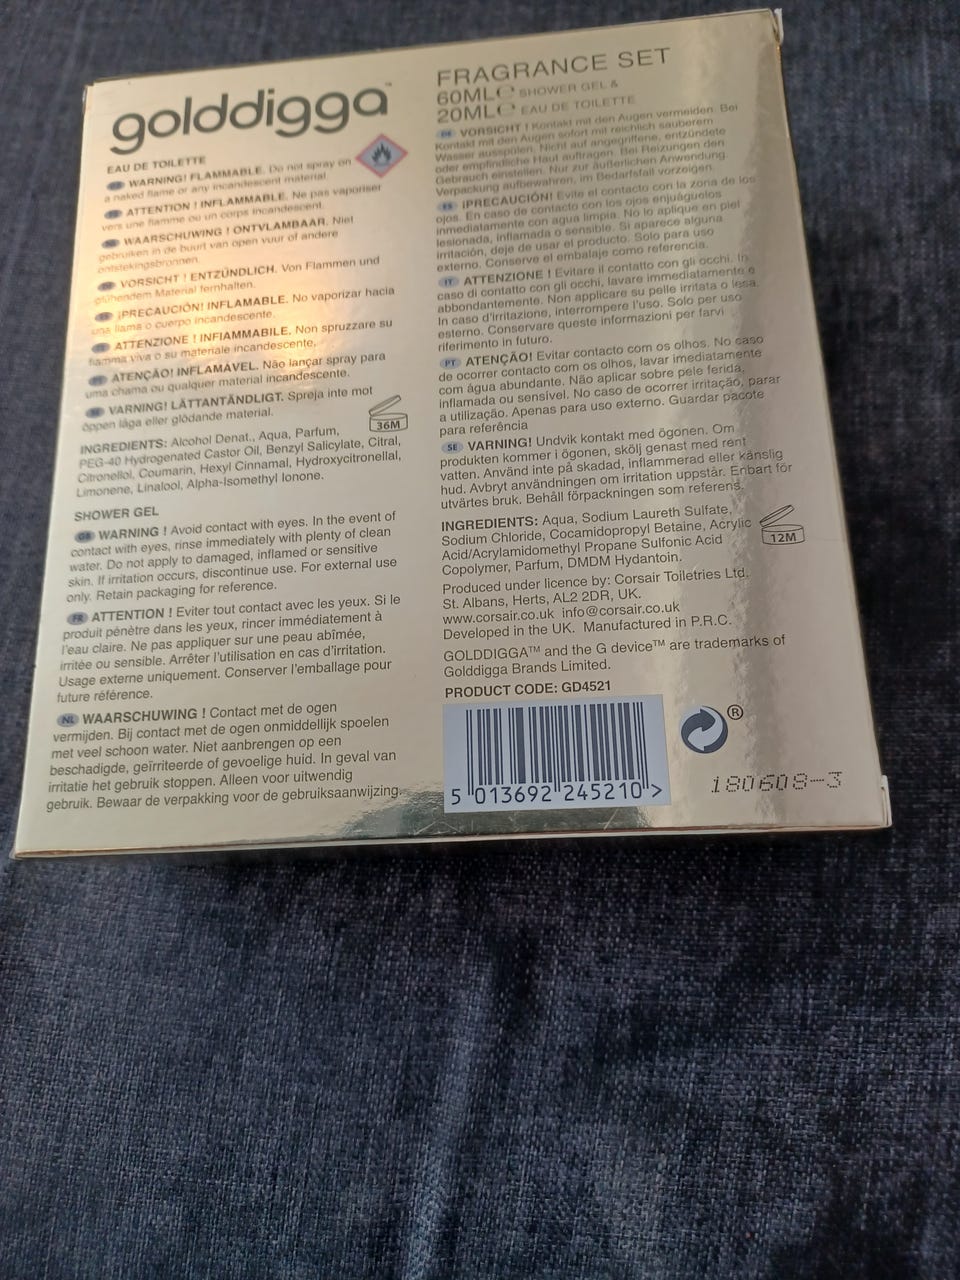 golddigga™
EAU DE TOILETTE
GB WARNING! FLAMMABLE. Do not spray on
a naked flame or any incandescent material.
FR ATTENTION ! INFLAMMABLE. Ne pas vaporiser
vers une flamme ou un corps incandescent.
NL WAARSCHUWING ! ONTVLAMBAAR. Niet
gebruiken in de buurt van open vuur of andere
ontstekingsbronnen.
DE VORSICHT ! ENTZÜNDLICH. Von Flammen und
glühendem Material fernhalten.
ES ¡PRECAUCIÓN! INFLAMABLE. No vaporizar hacia
una llama o cuerpo incandescente.
IT ATTENZIONE ! INFIAMMABILE. Non spruzzare su
fiamma viva o su materiale incandescente.
PT ATENÇÃO! INFLAMÁVEL. Não lançar spray para
uma chama ou qualquer material incandescente.
SE VARNING! LÄTTANTÄNDLIGT. Spreja inte mot
öppen låga eller glödande material.
36M
INGREDIENTS: Alcohol Denat., Aqua, Parfum,
PEG-40 Hydrogenated Castor Oil, Benzyl Salicylate, Citral,
Citronellol, Coumarin, Hexyl Cinnamal, Hydroxycitronellal,
Limonene, Linalool, Alpha-Isomethyl Ionone.
SHOWER GEL
GB WARNING ! Avoid contact with eyes. In the event of
contact with eyes, rinse immediately with plenty of clean
water. Do not apply to damaged, inflamed or sensitive
skin. If irritation occurs, discontinue use. For external use
only. Retain packaging for reference.
FR ATTENTION ! Eviter tout contact avec les yeux. Si le
produit pénètre dans les yeux, rincer immédiatement à
l'eau claire. Ne pas appliquer sur une peau abîmée,
irritée ou sensible. Arrêter l'utilisation en cas d'irritation.
Usage externe uniquement. Conserver l'emballage pour
future référence.
NL WAARSCHUWING ! Contact met de ogen
vermijden. Bij contact met de ogen onmiddellijk spoelen
met veel schoon water. Niet aanbrengen op een
beschadigde, geïrriteerde of gevoelige huid. In geval van
irritatie het gebruik stoppen. Alleen voor uitwendig
gebruik. Bewaar de verpakking voor de gebruiksaanwijzing.
FRAGRANCE SET
60ML℮ SHOWER GEL &
20ML℮ EAU DE TOILETTE
DE VORSICHT ! Kontakt mit den Augen vermeiden. Bei
Kontakt mit den Augen sofort mit reichlich sauberem
Wasser ausspülen. Nicht auf angegriffene, entzündete
oder empfindliche Haut auftragen. Bei Reizungen den
Gebrauch einstellen. Nur zur äußerlichen Anwendung.
Verpackung aufbewahren, im Bedarfsfall vorzeigen.
ES ¡PRECAUCIÓN! Evite el contacto con la zona de los
ojos. En caso de contacto con los ojos enjuáguelos
inmediatamente con agua limpia. No lo aplique en piel
lesionada, inflamada o sensible. Si aparece alguna
irritación, deje de usar el producto. Solo para uso
externo. Conserve el embalaje como referencia.
IT ATTENZIONE ! Evitare il contatto con gli occhi. In
caso di contatto con gli occhi, lavare immediatamente e
abbondantemente. Non applicare su pelle irritata o lesa.
In caso d'irritazione, interrompere l'uso. Solo per uso
esterno. Conservare queste informazioni per farvi
riferimento in futuro.
PT ATENÇÃO! Evitar contacto com os olhos. No caso
de ocorrer contacto com os olhos, lavar imediatamente
com água abundante. Não aplicar sobre pele ferida,
inflamada ou sensível. No caso de ocorrer irritação, parar
a utilização. Apenas para uso externo. Guardar pacote
para referência
SE VARNING! Undvik kontakt med ögonen. Om
produkten kommer i ögonen, skölj genast med rent
vatten. Använd inte på skadad, inflammerad eller känslig
hud. Avbryt användningen om irritation uppstår. Enbart för
utvärtes bruk. Behåll förpackningen som referens.
INGREDIENTS: Aqua, Sodium Laureth Sulfate,
Sodium Chloride, Cocamidopropyl Betaine, Acrylic
Acid/Acrylamidomethyl Propane Sulfonic Acid
Copolymer, Parfum, DMDM Hydantoin.
12M
Produced under licence by: Corsair Toiletries Ltd.
St. Albans, Herts, AL2 2DR, UK.
www.corsair.co.uk info@corsair.co.uk
Developed in the UK. Manufactured in P.R.C.
GOLDDIGGA™ and the G device™ are trademarks of
Golddigga Brands Limited.
PRODUCT CODE: GD4521
5 013692 245210 >
®
180608-3